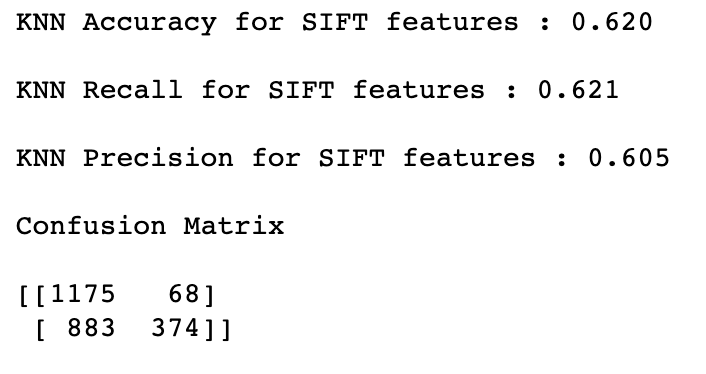 KNN Accuracy for SIFT features : 0.620
KNN Recall for SIFT features : 0.621
KNN Precision for SIFT features : 0.605
Confusion Matrix
[[1175   68]
 [ 883  374]]